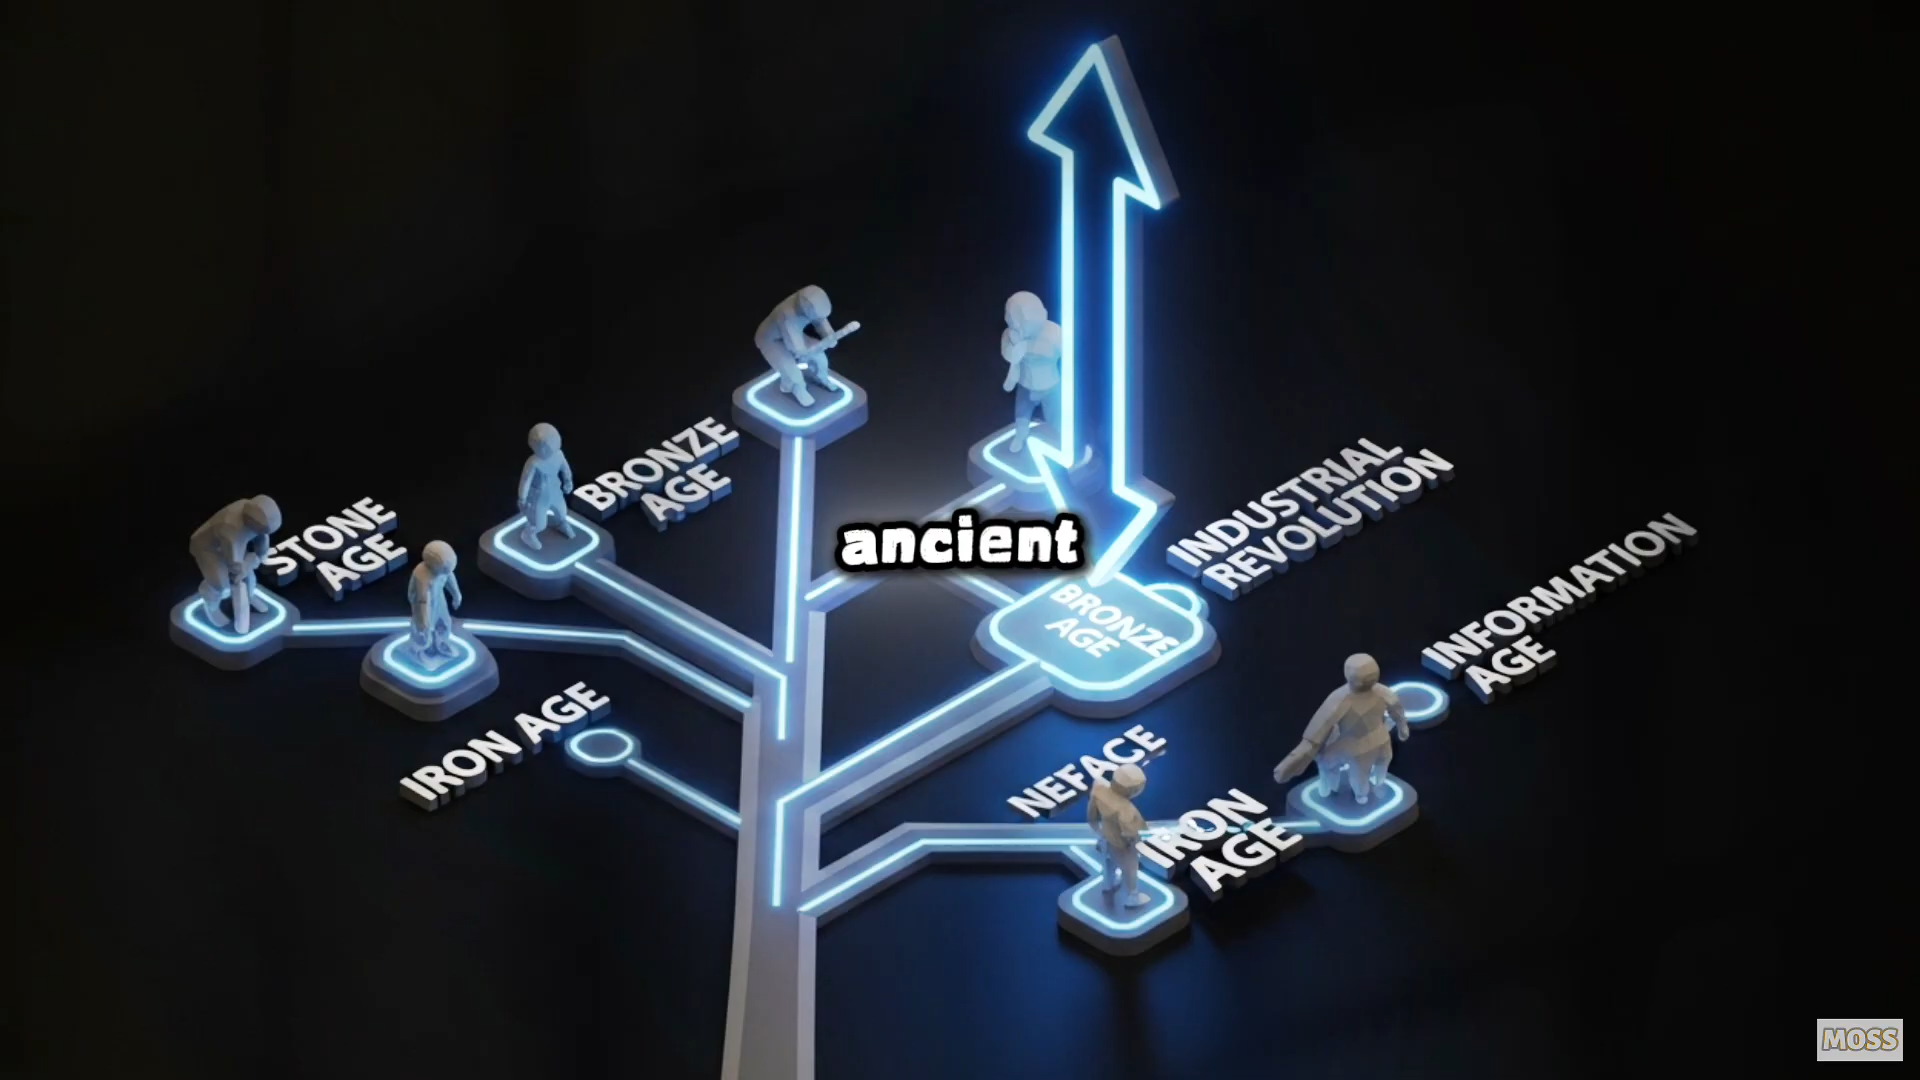 BRONZE
AGE
STONE
AGE
INDUSTRIAL
REVOLUTION
ancient
INFORMATION
AGE
BRONZE
AGE
IRON AGE
NEFACE
IRON
AGE
MOSS